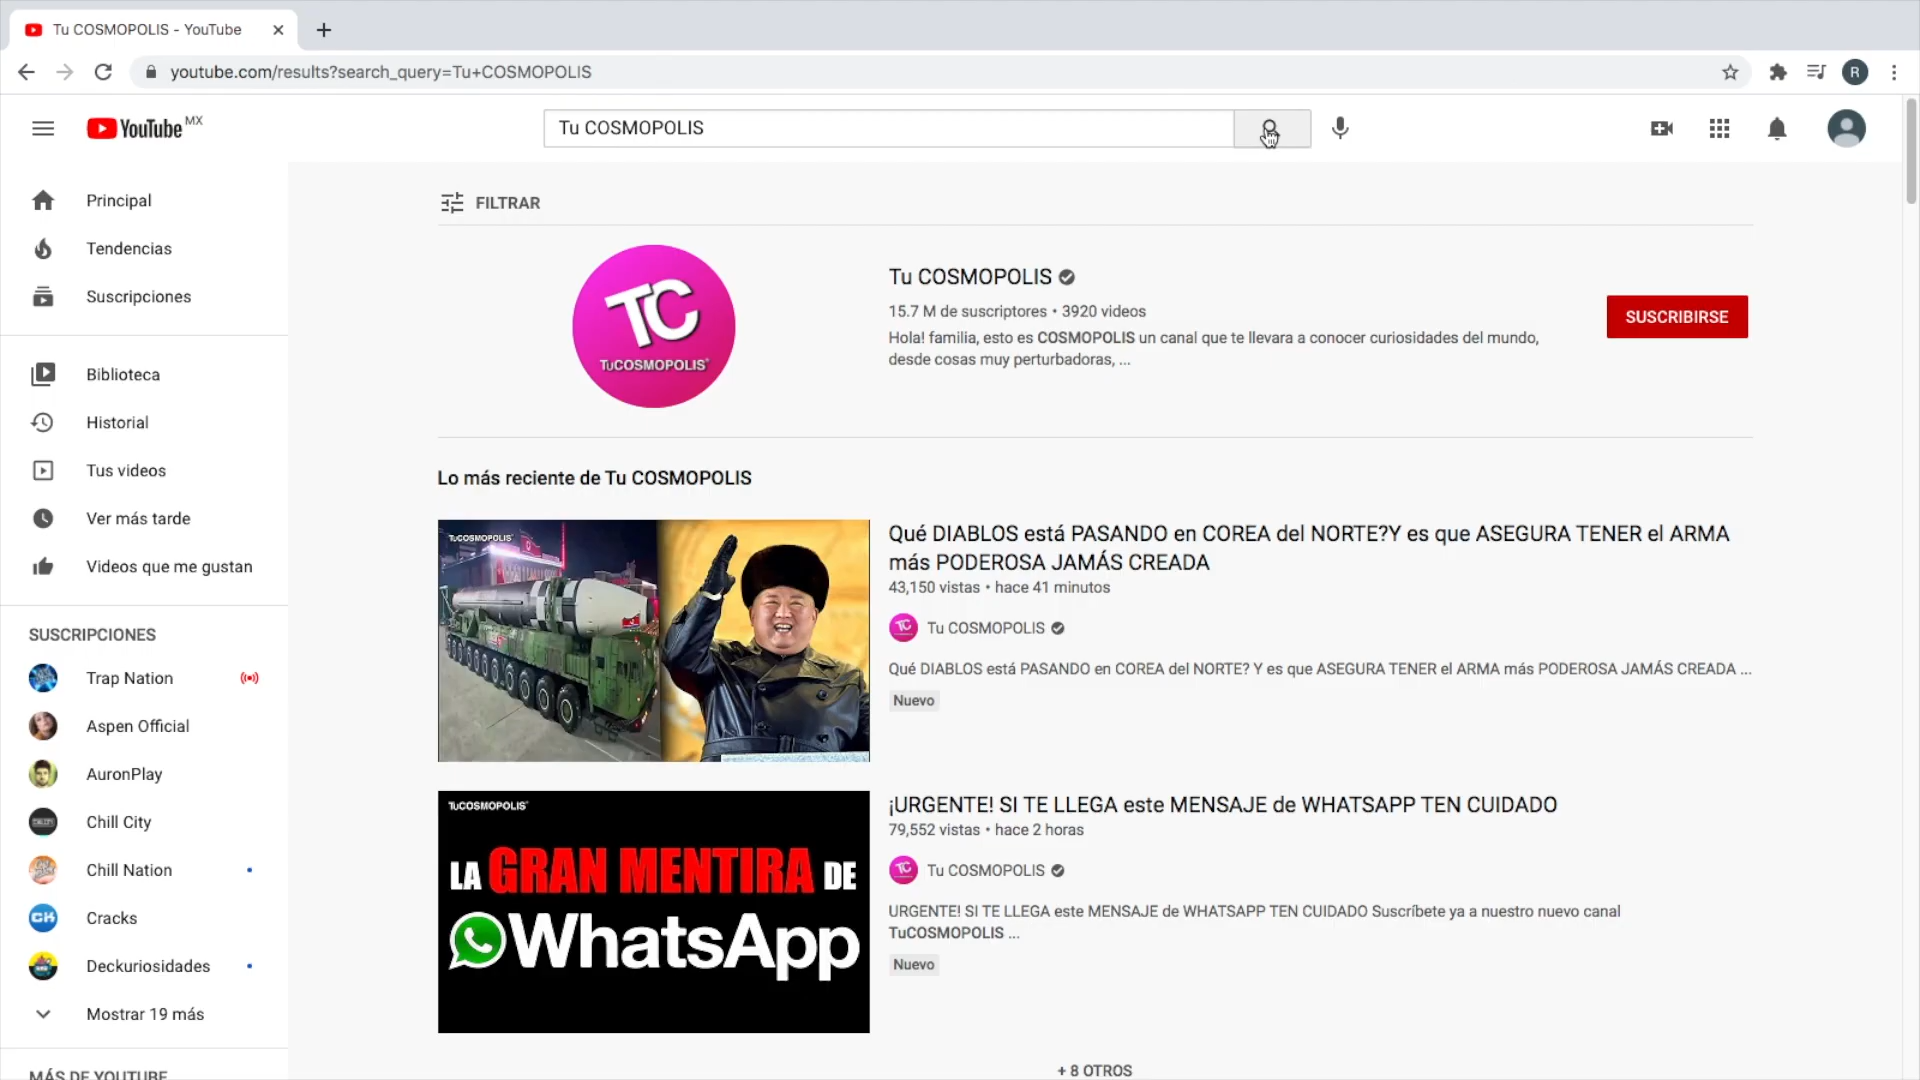 Tu COSMOPOLIS - YouTube
youtube.com/results?search_query=Tu+COSMOPOLIS
R
YouTube MX
Tu COSMOPOLIS
Principal
Tendencias
Suscripciones
Biblioteca
Historial
Tus videos
Ver más tarde
Videos que me gustan
SUSCRIPCIONES
Trap Nation
Aspen Official
AuronPlay
Chill City
Chill Nation
Cracks
Deckuriosidades
Mostrar 19 más
MÁS DE YOUTUBE
FILTRAR
TC
TUCOSMOPOLIS
Tu COSMOPOLIS
15.7 M de suscriptores • 3920 videos
Hola! familia, esto es COSMOPOLIS un canal que te llevara a conocer curiosidades del mundo,
desde cosas muy perturbadoras, ...
SUSCRIBIRSE
Lo más reciente de Tu COSMOPOLIS
TUCOSMOPOLIS
Qué DIABLOS está PASANDO en COREA del NORTE?Y es que ASEGURA TENER el ARMA
más PODEROSA JAMÁS CREADA
43,150 vistas • hace 41 minutos
TC
Tu COSMOPOLIS
Qué DIABLOS está PASANDO en COREA del NORTE? Y es que ASEGURA TENER el ARMA más PODEROSA JAMÁS CREADA ...
Nuevo
TUCOSMOPOLIS
LA GRAN MENTIRA DE
WhatsApp
¡URGENTE! SI TE LLEGA este MENSAJE de WHATSAPP TEN CUIDADO
79,552 vistas • hace 2 horas
TC
Tu COSMOPOLIS
URGENTE! SI TE LLEGA este MENSAJE de WHATSAPP TEN CUIDADO Suscríbete ya a nuestro nuevo canal
TuCOSMOPOLIS ...
Nuevo
+ 8 OTROS